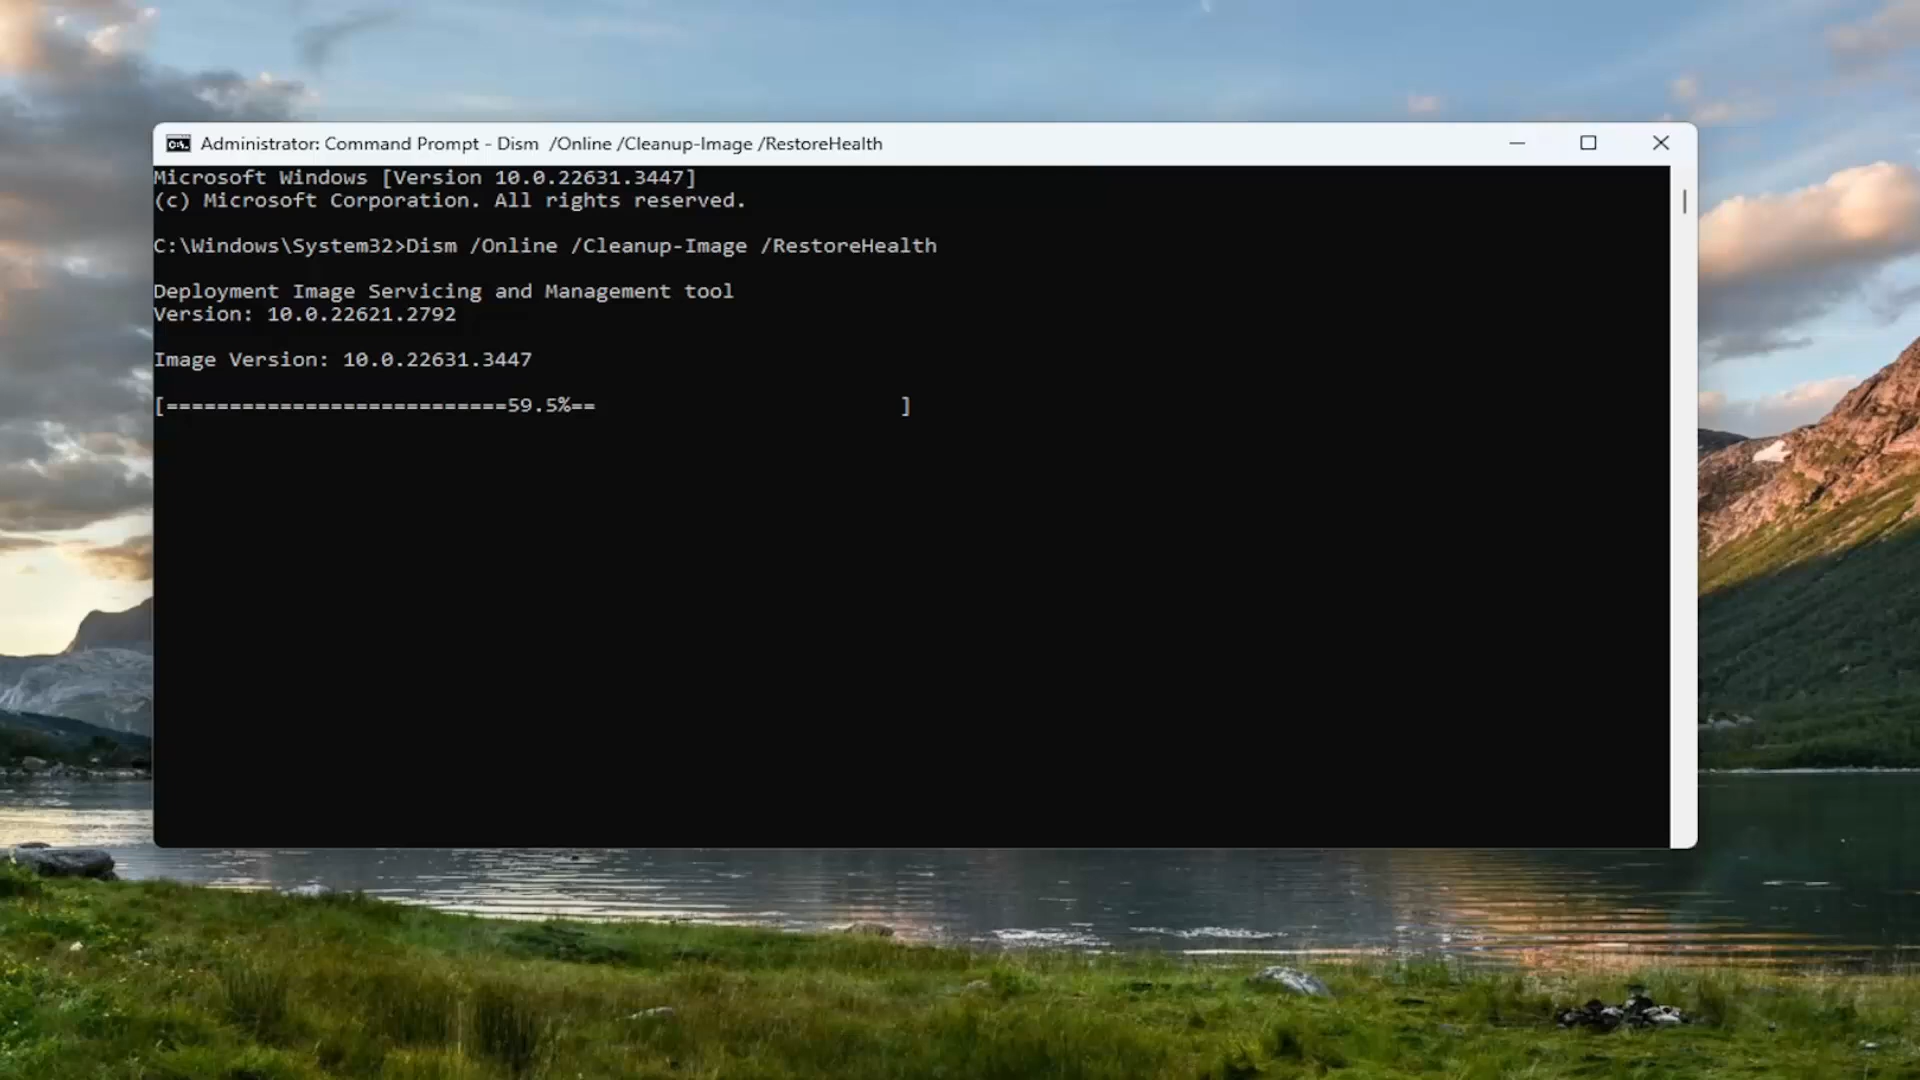 Administrator: Command Prompt - Dism  /Online /Cleanup-Image /RestoreHealth
Microsoft Windows [Version 10.0.22631.3447]
(c) Microsoft Corporation. All rights reserved.
C:\Windows\System32>Dism /Online /Cleanup-Image /RestoreHealth
Deployment Image Servicing and Management tool
Version: 10.0.22621.2792
Image Version: 10.0.22631.3447
[===========================59.5%==                        ]